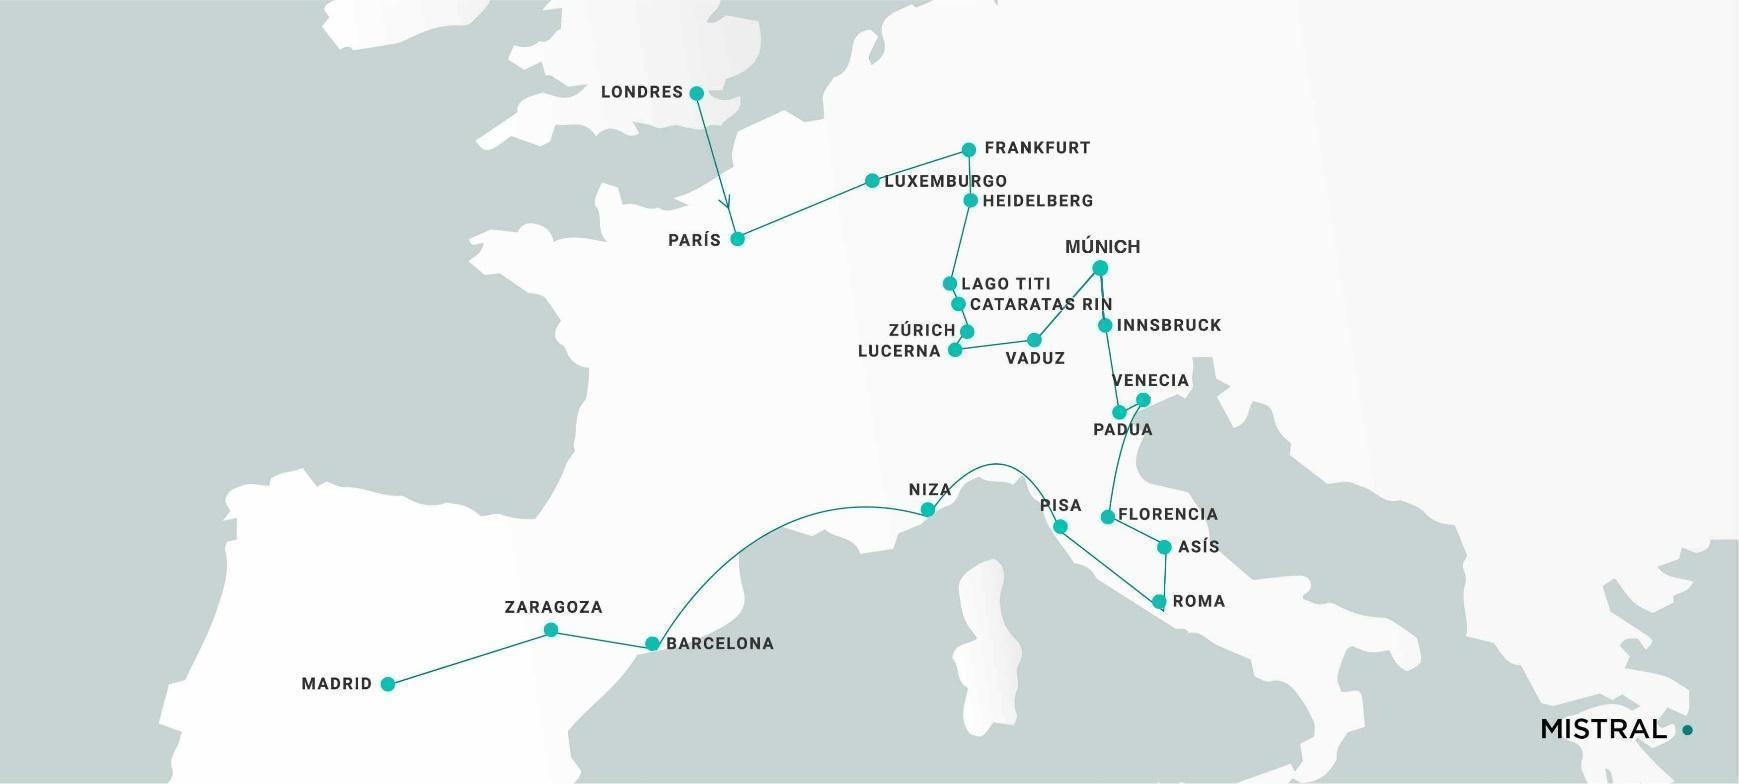 LONDRES
FRANKFURT
LUXEMBURGO
HEIDELBERG
PARÍS
MÚNICH
LAGO TITI
CATARATAS RIN
INNSBRUCK
ZÚRICH
LUCERNA
VADUZ
VENECIA
PADUA
NIZA
PISA
FLORENCIA
ASÍS
ROMA
ZARAGOZA
BARCELONA
MADRID
MISTRAL